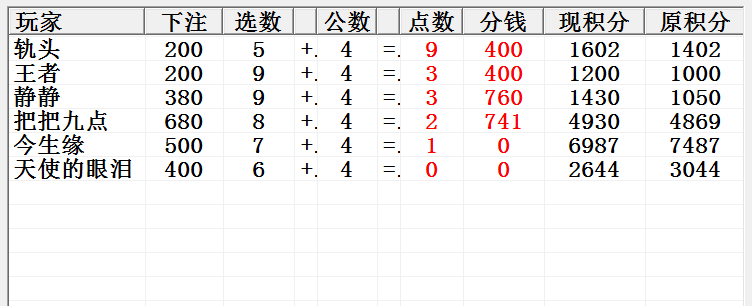 玩家 下注 选数 公数 点数 分钱 现积分 原积分
轨头 200 5 +. 4 =. 9 400 1602 1402
王者 200 9 +. 4 =. 3 400 1200 1000
静静 380 9 +. 4 =. 3 760 1430 1050
把把九点 680 8 +. 4 =. 2 741 4930 4869
今生缘 500 7 +. 4 =. 1 0 6987 7487
天使的眼泪 400 6 +. 4 =. 0 0 2644 3044